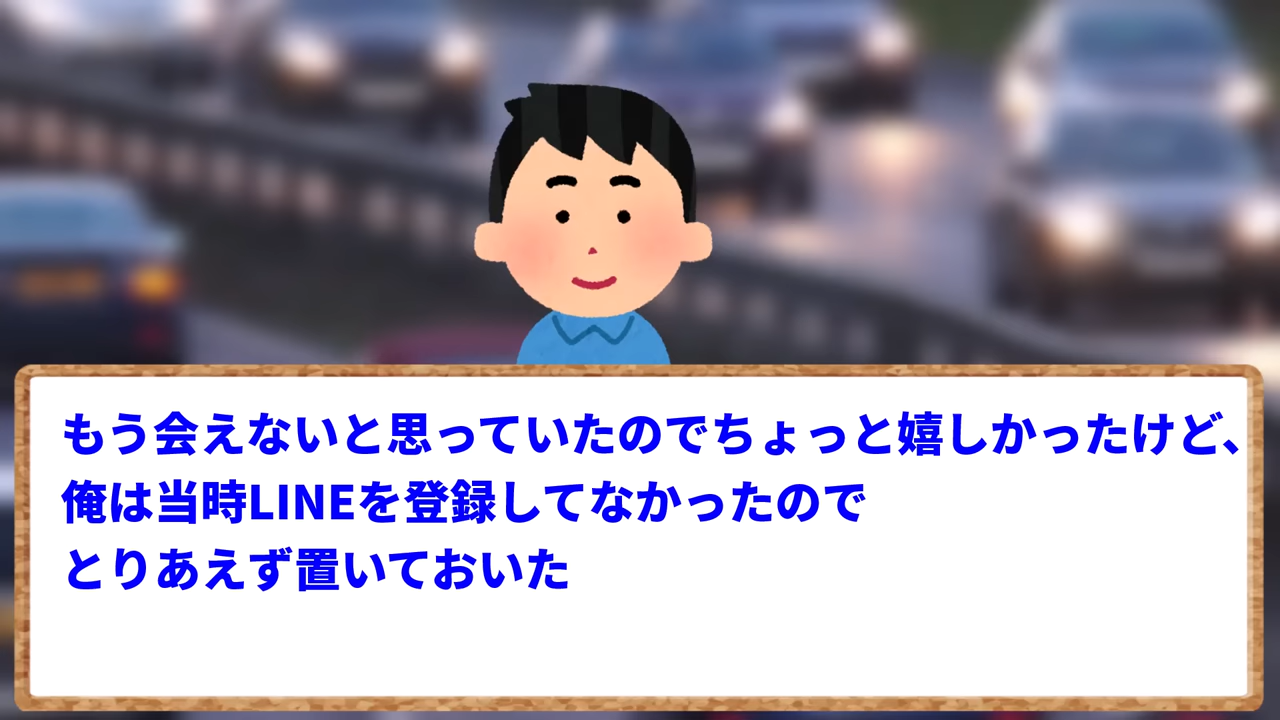 もう会えないと思っていたのでちょっと嬉しかったけど、
俺は当時LINEを登録してなかったので
とりあえず置いておいた